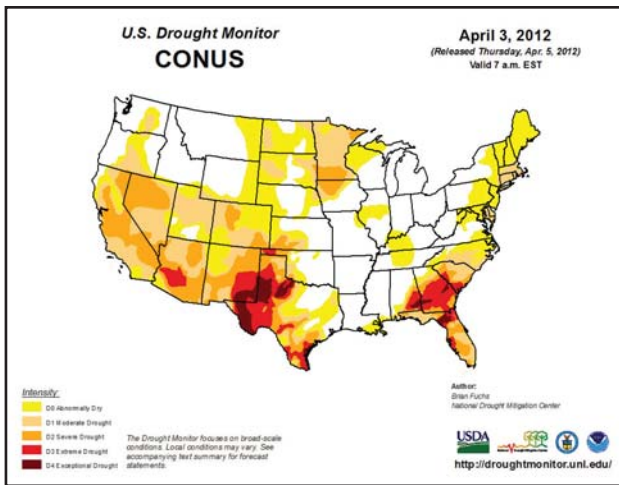 U.S. Drought Monitor
CONUS
April 3, 2012
(Released Thursday, Apr. 5, 2012)
Valid 7 a.m. EST
Intensity:
D0 Abnormally Dry
D1 Moderate Drought
D2 Severe Drought
D3 Extreme Drought
D4 Exceptional Drought
The Drought Monitor focuses on broad-scale
conditions. Local conditions may vary. See
accompanying text summary for forecast
statements.
Author:
Brian Fuchs
National Drought Mitigation Center
USDA
http://droughtmonitor.unl.edu/